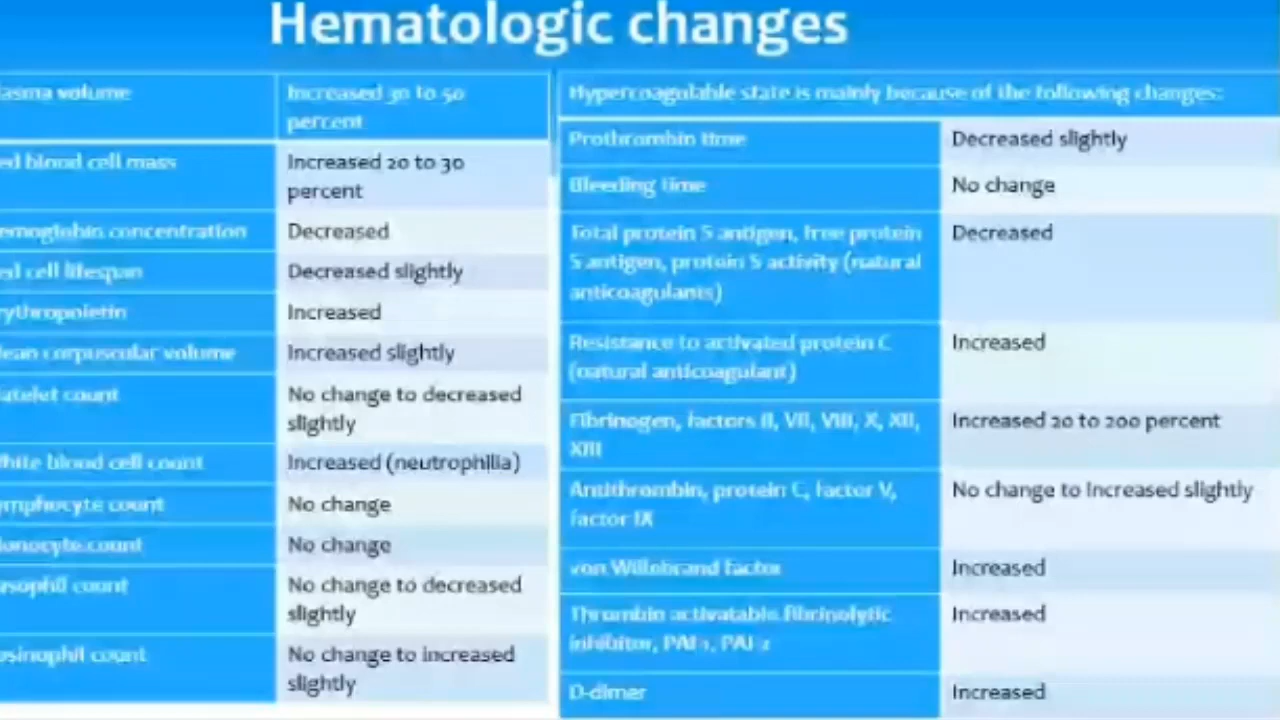 Hematologic changes
lasma volume
Increased 30 to 50
percent
ed blood cell mass
Increased 20 to 30
percent
emoglobin concentration
Decreased
ed cell lifespan
Decreased slightly
rythropoietin
Increased
lean corpuscular volume
Increased slightly
latelet count
No change to decreased
slightly
hite blood cell count
Increased (neutrophilia)
ymphocyte count
No change
lonocyte count
No change
asophil count
No change to decreased
slightly
osinophil count
No change to increased
slightly
Hypercoagulable state is mainly because of the following changes:
Prothrombin time
Decreased slightly
Bleeding time
No change
Total protein S antigen, free protein
S antigen, protein S activity (natural
anticoagulants)
Decreased
Resistance to activated protein C
(natural anticoagulant)
Increased
Fibrinogen, factors II, VII, VIII, X, XII,
XIII
Increased 20 to 200 percent
Antithrombin, protein C, factor V,
factor IX
No change to Increased slightly
von Willebrand factor
Increased
Thrombin activatable fibrinolytic
inhibitor, PAI 1, PAI 2
Increased
D-dimer
Increased